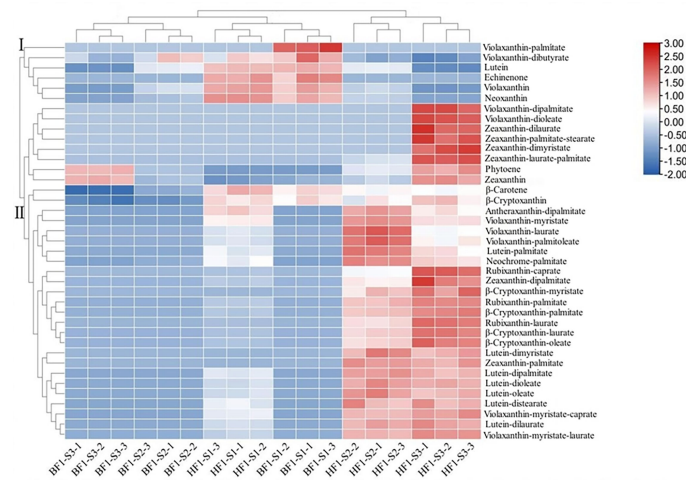 I
II
Violaxanthin-palmitate
Violaxanthin-dibutyrate
Lutein
Echinenone
Violaxanthin
Neoxanthin
Violaxanthin-dipalmitate
Violaxanthin-dioleate
Zeaxanthin-dilaurate
Zeaxanthin-palmitate-stearate
Zeaxanthin-dimyristate
Zeaxanthin-laurate-palmitate
Phytoene
Zeaxanthin
β-Carotene
β-Cryptoxanthin
Antheraxanthin-dipalmitate
Violaxanthin-myristate
Violaxanthin-laurate
Violaxanthin-palmitoleate
Lutein-palmitate
Neochrome-palmitate
Rubixanthin-caprate
Zeaxanthin-dipalmitate
β-Cryptoxanthin-myristate
Rubixanthin-palmitate
β-Cryptoxanthin-palmitate
Rubixanthin-laurate
β-Cryptoxanthin-laurate
β-Cryptoxanthin-oleate
Lutein-dimyristate
Zeaxanthin-palmitate
Lutein-dipalmitate
Lutein-dioleate
Lutein-oleate
Lutein-distearate
Violaxanthin-myristate-caprate
Lutein-dilaurate
Violaxanthin-myristate-laurate
BF1-S3-1
BF1-S3-2
BF1-S3-3
BF1-S2-3
BF1-S2-1
BF1-S2-2
HF1-S1-3
HF1-S1-1
HF1-S1-2
BF1-S1-2
BF1-S1-1
BF1-S1-3
HF1-S2-2
HF1-S2-1
HF1-S2-3
HF1-S3-1
HF1-S3-2
HF1-S3-3
3.00
2.50
2.00
1.50
1.00
0.50
0.00
-0.50
-1.00
-1.50
-2.00